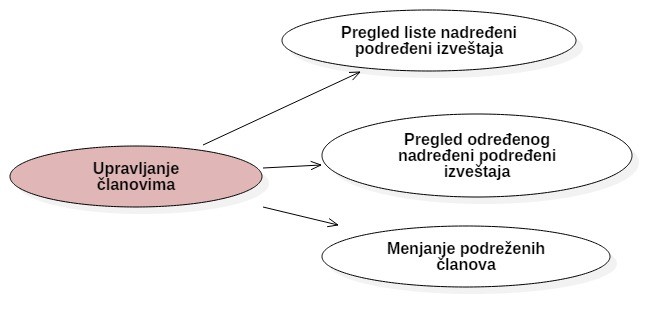 Pregled liste nadređeni
podređeni izveštaja
Upravljanje
članovima
Pregled određenog
nadređeni podređeni
izveštaja
Menjanje podreženih
članova